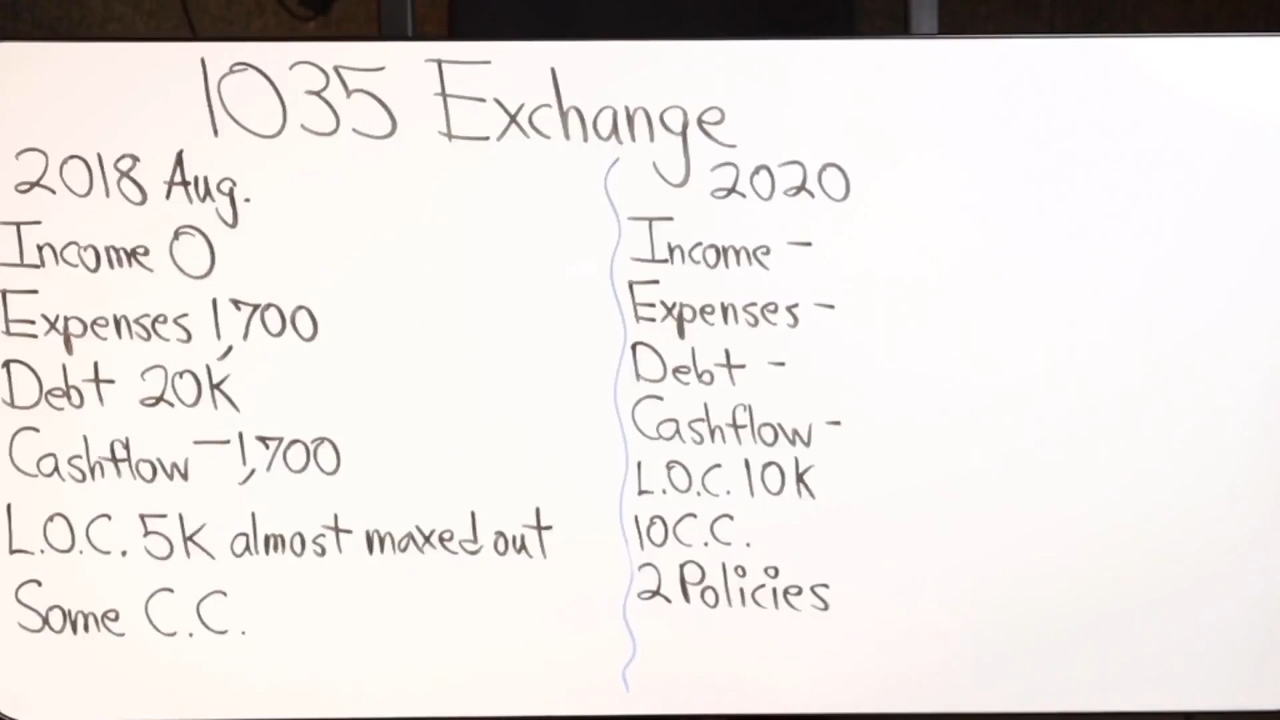 1035 Exchange
2018 Aug.
Income 0
Expenses 1,700
Debt 20K
Cashflow -1,700
L.O.C. 5K almost maxed out
Some C.C.
2020
Income -
Expenses -
Debt -
Cashflow -
L.O.C. 10K
10 C.C.
2 Policies